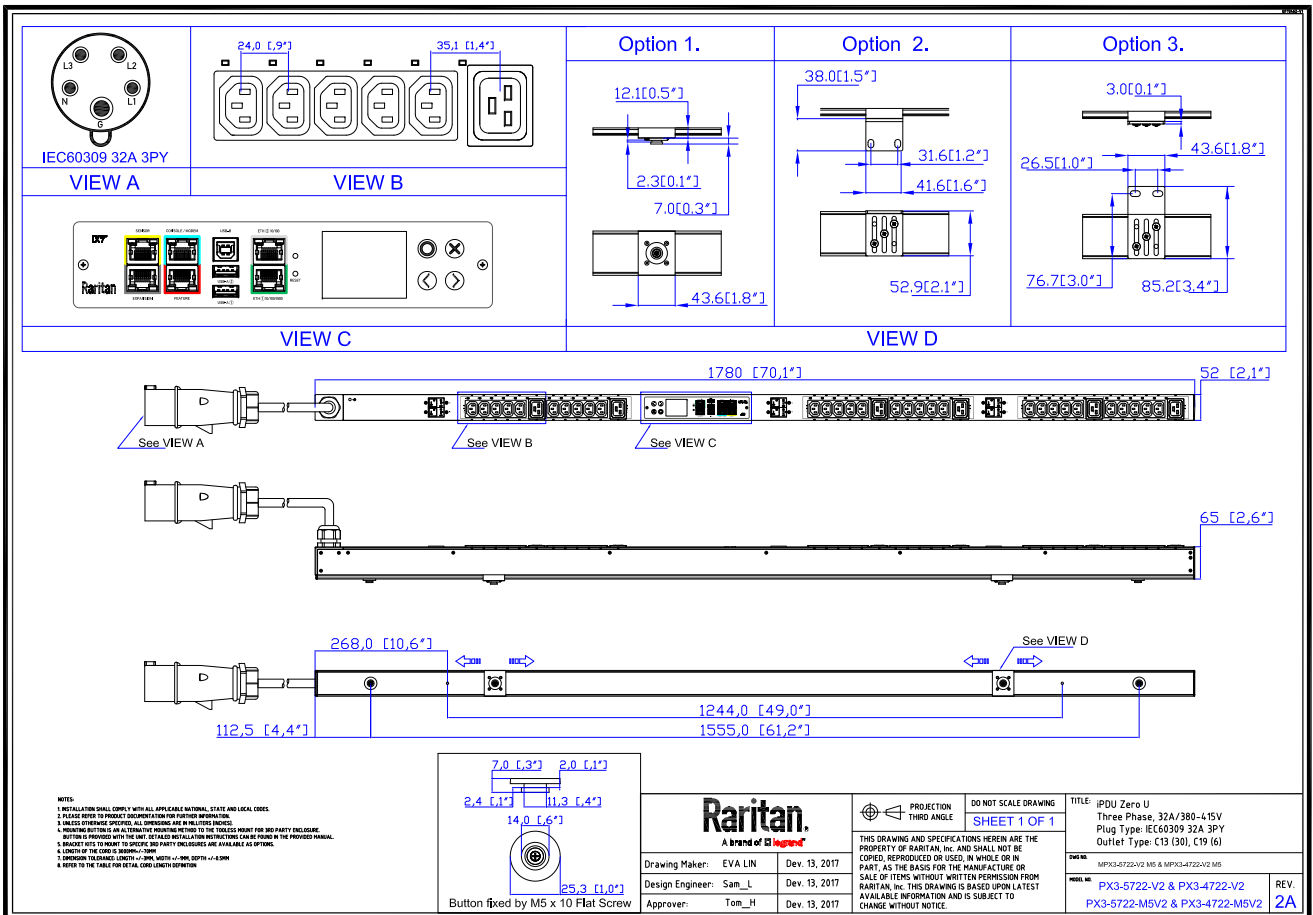 L3
L2
N
L1
G
IEC60309 32A 3PY
VIEW A
24,0 [,9"]
35,1 [1,4"]
VIEW B
SENSOR
CONSOLE / MODEM
USB-B
RESET
Raritan
EXPANSION
FEATURE
VIEW C
Option 1.
12.1[0.5"]
2.3[0.1"]
7.0[0.3"]
43.6[1.8"]
Option 2.
38.0[1.5"]
31.6[1.2"]
41.6[1.6"]
52.9[2.1"]
Option 3.
3.0[0.1"]
43.6[1.8"]
26.5[1.0"]
76.7[3.0"]
85.2[3,4"]
VIEW D
1780 [70,1"]
52 [2,1"]
See VIEW A
See VIEW B
See VIEW C
65 [2,6"]
268,0 [10,6"]
See VIEW D
1244,0 [49,0"]
112,5 [4,4"]
1555,0 [61,2"]
7,0 [,3"]
2,0 [,1"]
2,4 [,1"]
11,3 [,4"]
14,0 [,6"]
25,3 [1,0"]
Button fixed by M5 x 10 Flat Screw
NOTES:
1. INSTALLATION SHALL COMPLY WITH ALL APPLICABLE NATIONAL, STATE AND LOCAL CODES.
2. PLEASE REFER TO PRODUCT DOCUMENTATION FOR FURTHER INFORMATION.
3. UNLESS OTHERWISE SPECIFIED, ALL DIMENSIONS ARE IN MILLITERS [INCHES].
4. MOUNTING BUTTON IS AN ALTERNATIVE MOUNTING METHOD TO THE TOOLLESS MOUNT FOR 3RD PARTY ENCLOSURE.
BUTTON IS PROVIDED WITH THE UNIT. DETAILED INSTALLATION INSTRUCTIONS CAN BE FOUND IN THE PROVIDED MANUAL.
5. BRACKET KITS TO MOUNT TO SPECIFIC 3RD PARTY ENCLOSURES ARE AVAILABLE AS OPTIONS.
6. LENGTH OF THE CORD IS 3000MM+/-70MM
7. DIMENSION TOLERANCE: LENGTH +/-3MM, WIDTH +/-1MM, DEPTH +/-0.5MM
8. REFER TO THE TABLE FOR DETAIL CORD LENGTH DEFINITION
Raritan.
A brand of legrand
Drawing Maker: EVA LIN Dev. 13, 2017
Design Engineer: Sam_L Dev. 13, 2017
Approver: Tom_H Dev. 13, 2017
PROJECTION
THIRD ANGLE
DO NOT SCALE DRAWING
SHEET 1 OF 1
THIS DRAWING AND SPECIFICATIONS HEREIN ARE THE
PROPERTY OF RARITAN, Inc. AND SHALL NOT BE
COPIED, REPRODUCED OR USED, IN WHOLE OR IN
PART, AS THE BASIS FOR THE MANUFACTURE OR
SALE OF ITEMS WITHOUT WRITTEN PERMISSION FROM
RARITAN, Inc. THIS DRAWING IS BASED UPON LATEST
AVAILABLE INFORMATION AND IS SUBJECT TO
CHANGE WITHOUT NOTICE.
TITLE: iPDU Zero U
Three Phase, 32A/380-415V
Plug Type: IEC60309 32A 3PY
Outlet Type: C13 (30), C19 (6)
DWG NO.
MPX3-5722-V2 M5 & MPX3-4722-V2 M5
MODEL NO.
PX3-5722-V2 & PX3-4722-V2
PX3-5722-M5V2 & PX3-4722-M5V2
REV.
2A